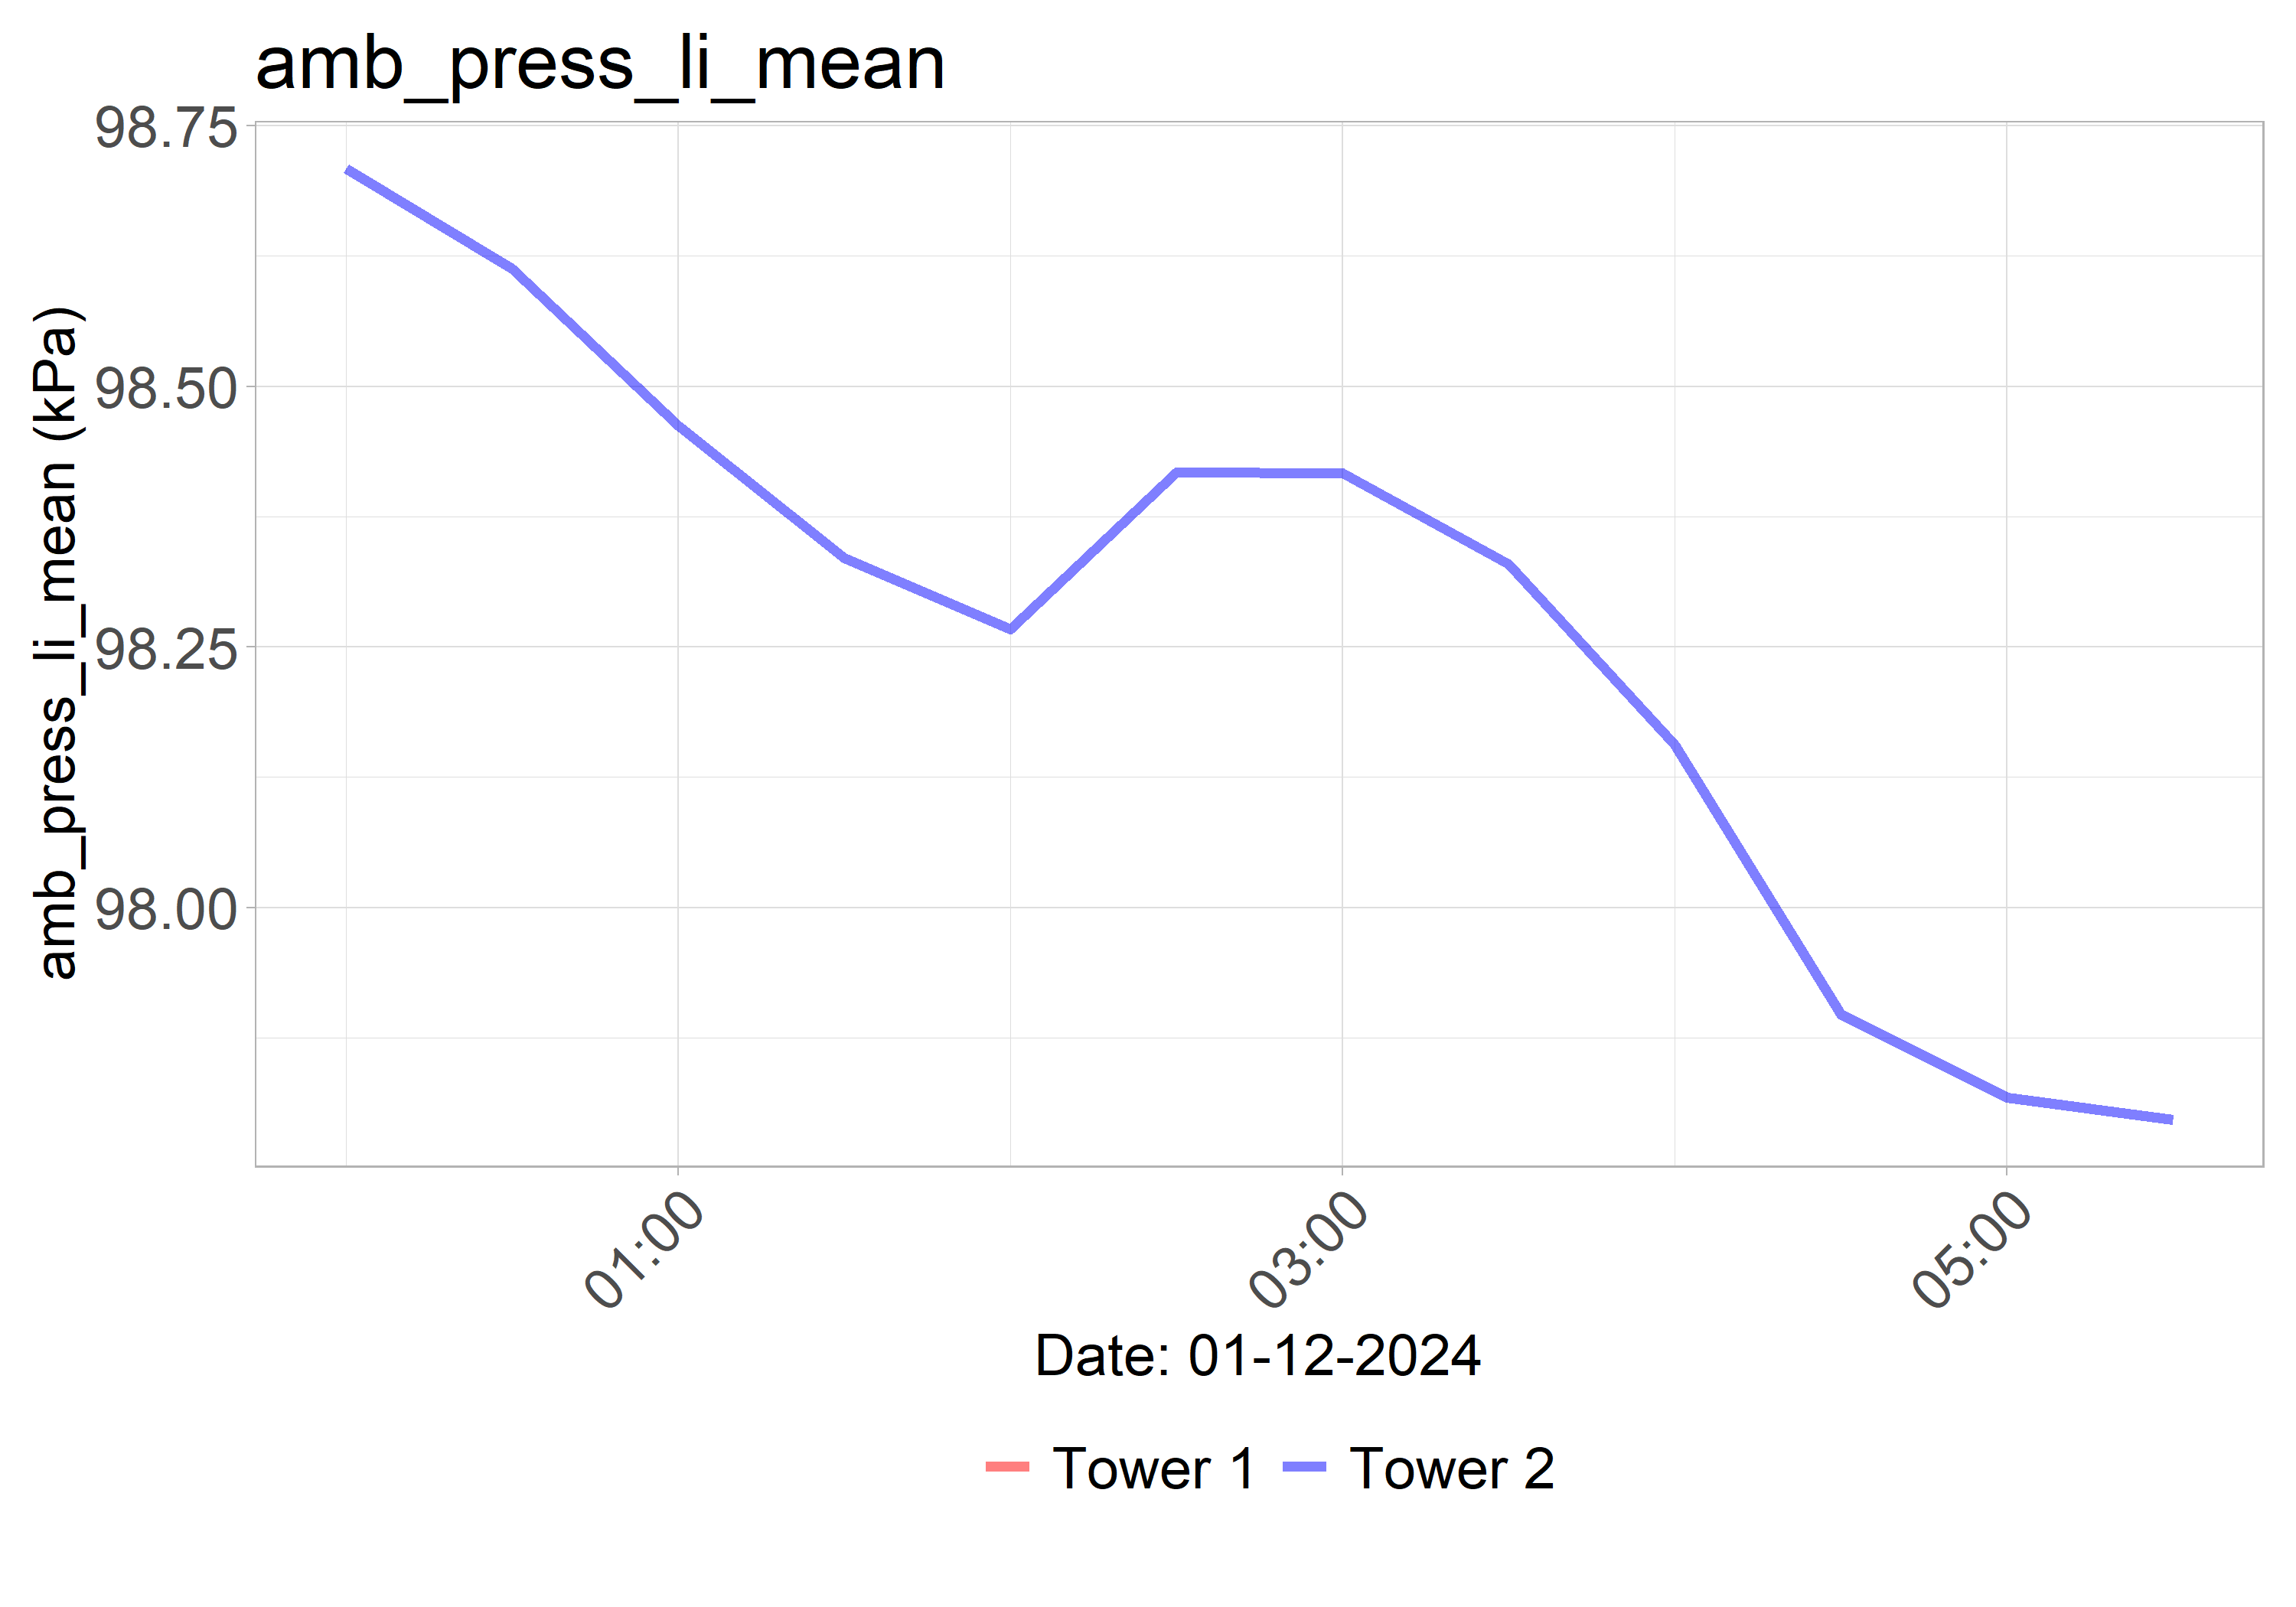 amb_press_li_mean
98.75
98.50
98.25
98.00
amb_press_li_mean (kPa)
01:00
03:00
05:00
Date: 01-12-2024
Tower 1
Tower 2